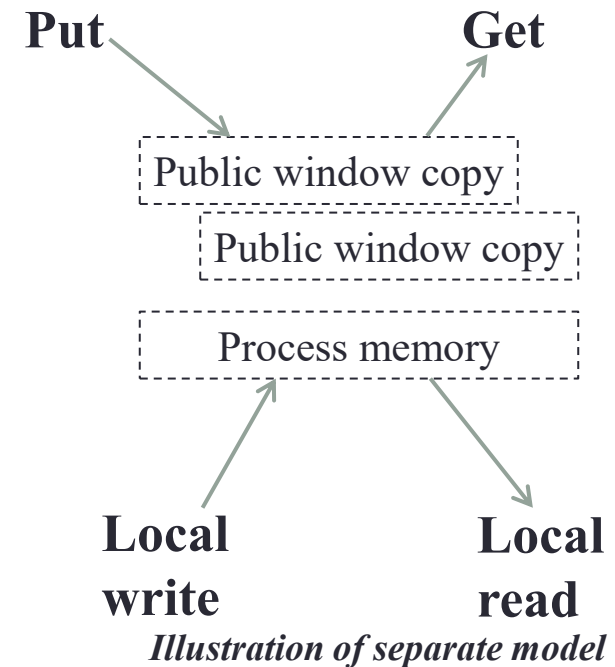 Put
Get
Public window copy
Public window copy
Process memory
Local
write
Local
read
Illustration of separate model